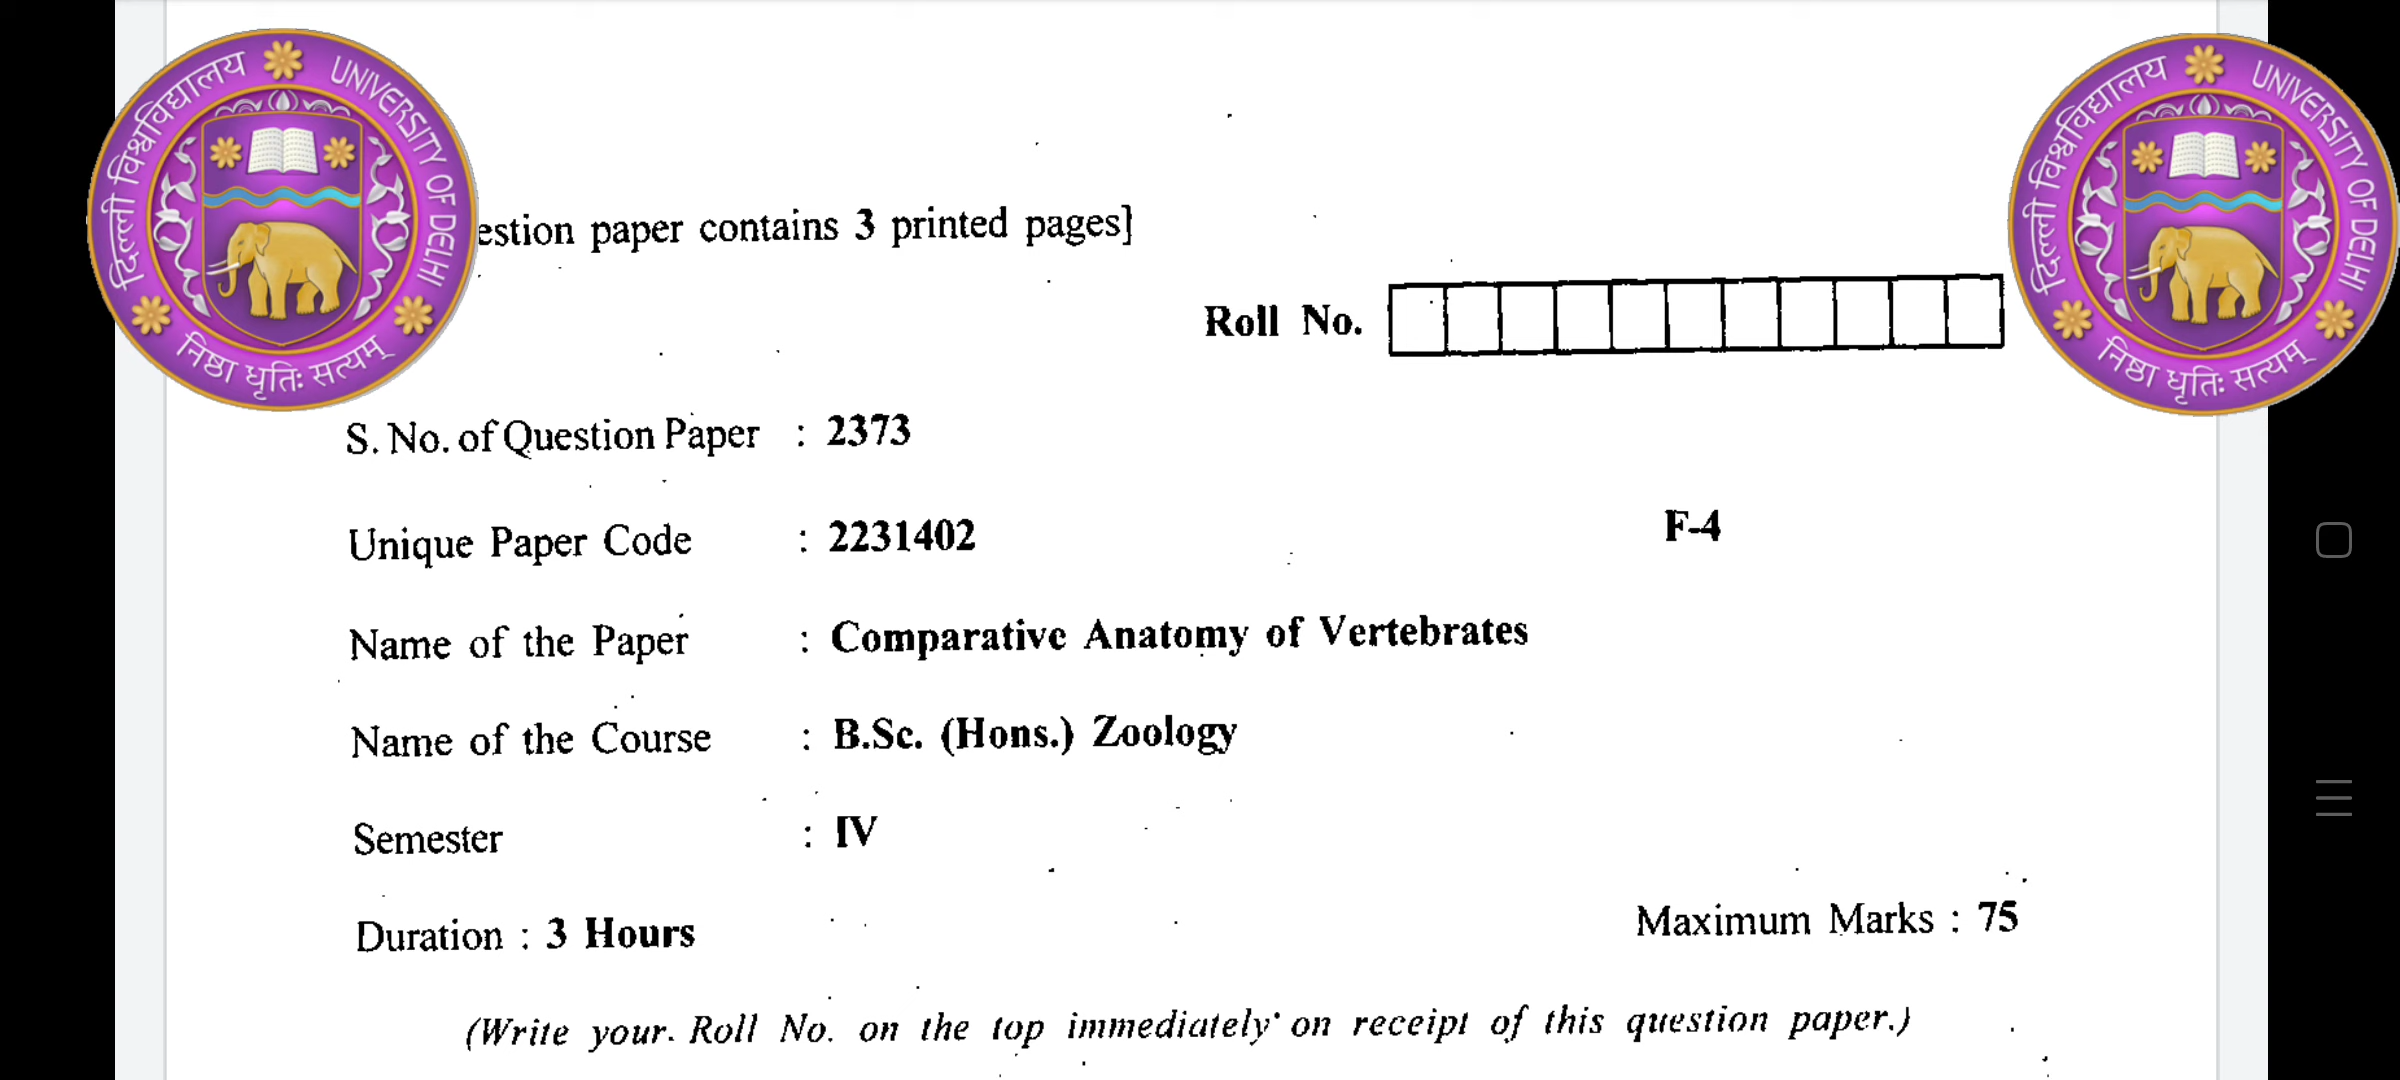 दिल्ली विश्वविद्यालय UNIVERSITY OF DELHI
निष्ठा धृतिः सत्यम्
दिल्ली विश्वविद्यालय UNIVERSITY OF DELHI
निष्ठा धृतिः सत्यम्
estion paper contains 3 printed pages]
Roll No.
S. No. of Question Paper : 2373
Unique Paper Code : 2231402 F-4
Name of the Paper : Comparative Anatomy of Vertebrates
Name of the Course : B.Sc. (Hons.) Zoology
Semester : IV
Duration : 3 Hours Maximum Marks : 75
(Write your Roll No. on the top immediately on receipt of this question paper.)